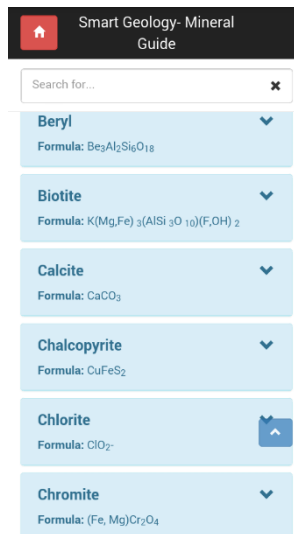 Smart Geology- Mineral
Guide
Search for...
Beryl
Formula: Be₃Al₂Si₆O₁₈
Biotite
Formula: K(Mg,Fe) ₃(AlSi ₃O ₁₀)(F,OH) ₂
Calcite
Formula: CaCO₃
Chalcopyrite
Formula: CuFeS₂
Chlorite
Formula: ClO₂-
Chromite
Formula: (Fe, Mg)Cr₂O₄